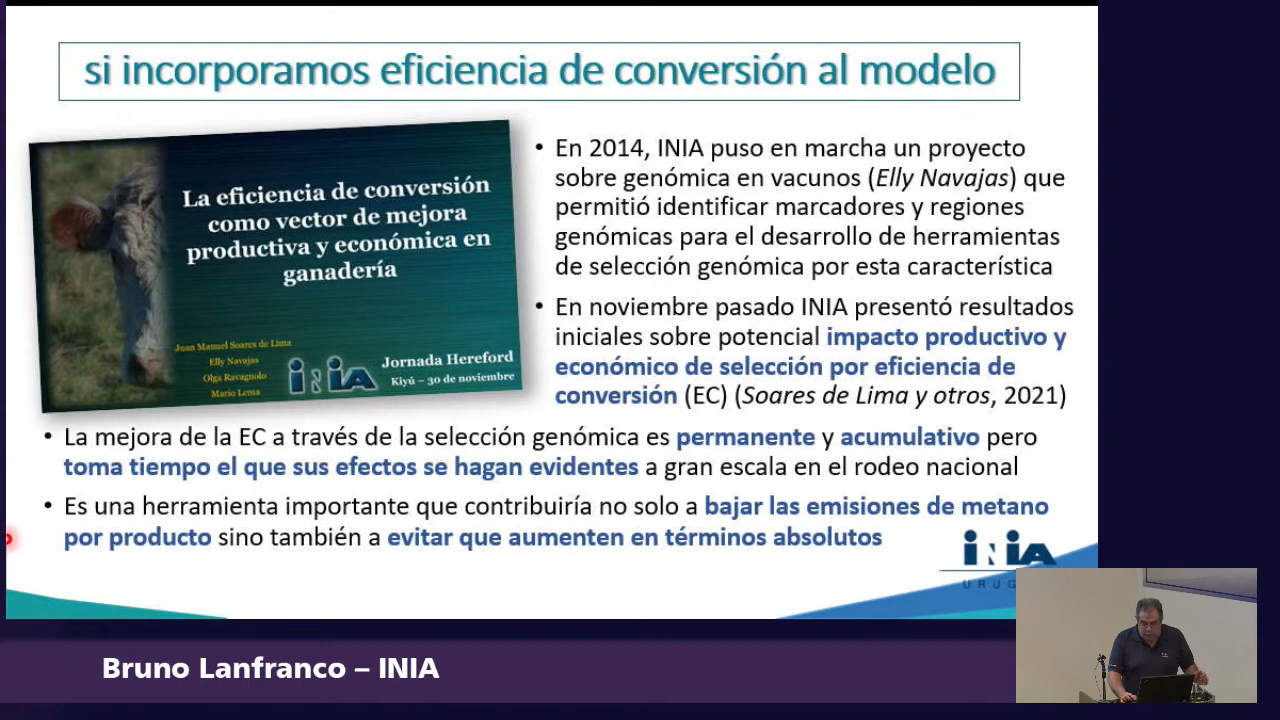 si incorporamos eficiencia de conversión al modelo
La eficiencia de conversión
como vector de mejora
productiva y económica en
ganadería
Juan Manuel Soares de Lima
Elly Navajas
Olga Ravagnolo
Mario Lema
INIA
Jornada Hereford
Kiyú – 30 de noviembre
• En 2014, INIA puso en marcha un proyecto
sobre genómica en vacunos (Elly Navajas) que
permitió identificar marcadores y regiones
genómicas para el desarrollo de herramientas
de selección genómica por esta característica
• En noviembre pasado INIA presentó resultados
iniciales sobre potencial impacto productivo y
económico de selección por eficiencia de
conversión (EC) (Soares de Lima y otros, 2021)
• La mejora de la EC a través de la selección genómica es permanente y acumulativo pero
toma tiempo el que sus efectos se hagan evidentes a gran escala en el rodeo nacional
• Es una herramienta importante que contribuiría no solo a bajar las emisiones de metano
por producto sino también a evitar que aumenten en términos absolutos
INIA
URUG
Bruno Lanfranco – INIA